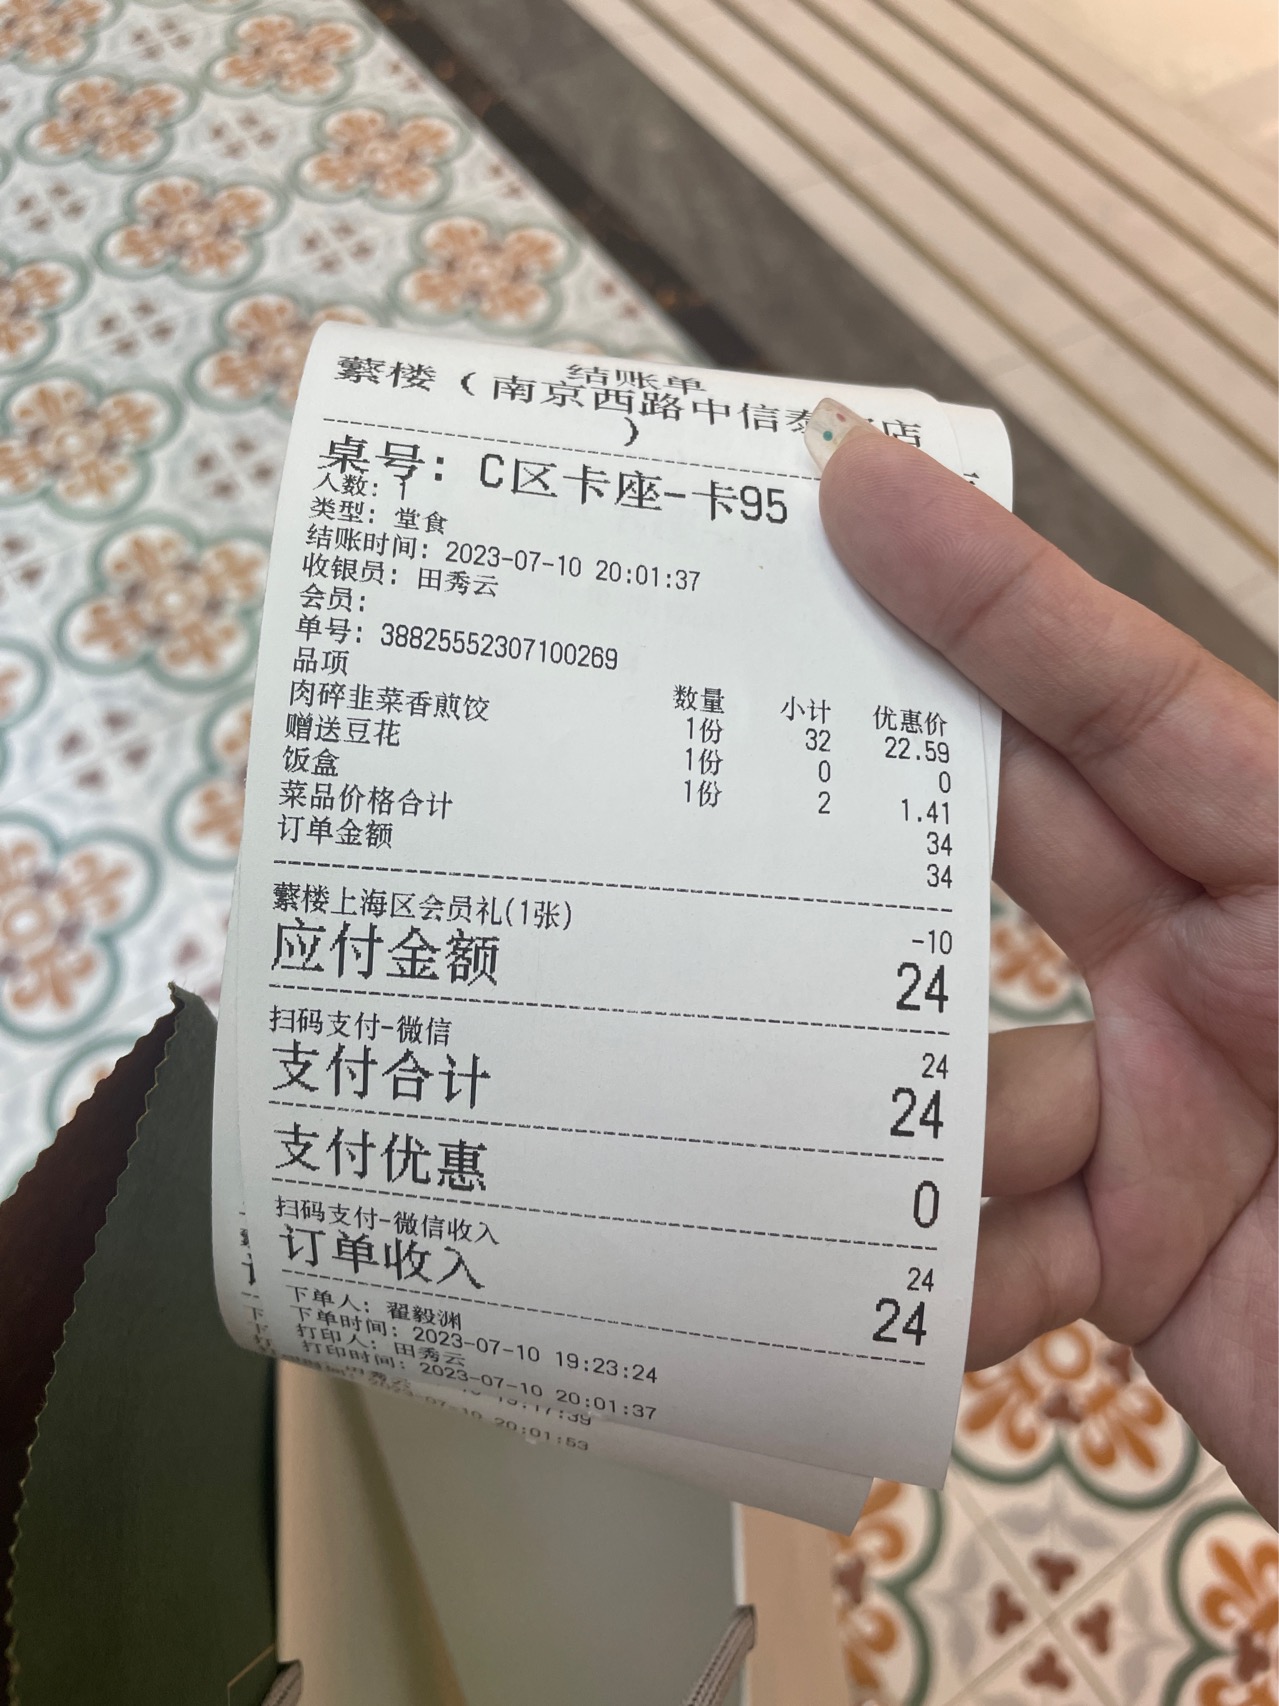 结账单
蘩楼（南京西路中信泰
店
）
桌号：C区卡座-卡95
人数：1
类型：堂食
结账时间：2023-07-10 20:01:37
收银员：田秀云
会员：
单号：38825552307100269
品项 数量 小计 优惠价
肉碎韭菜香煎饺 1份 32 22.59
赠送豆花 1份 0 0
饭盒 1份 2 1.41
菜品价格合计 34
订单金额 34
蘩楼上海区会员礼(1张) -10
应付金额 24
扫码支付-微信 24
支付合计 24
支付优惠 0
扫码支付-微信收入 24
订单收入 24
下单人：翟毅渊
下单时间：2023-07-10 19:23:24
打印人：田秀云
打印时间：2023-07-10 20:01:37
20:01:53